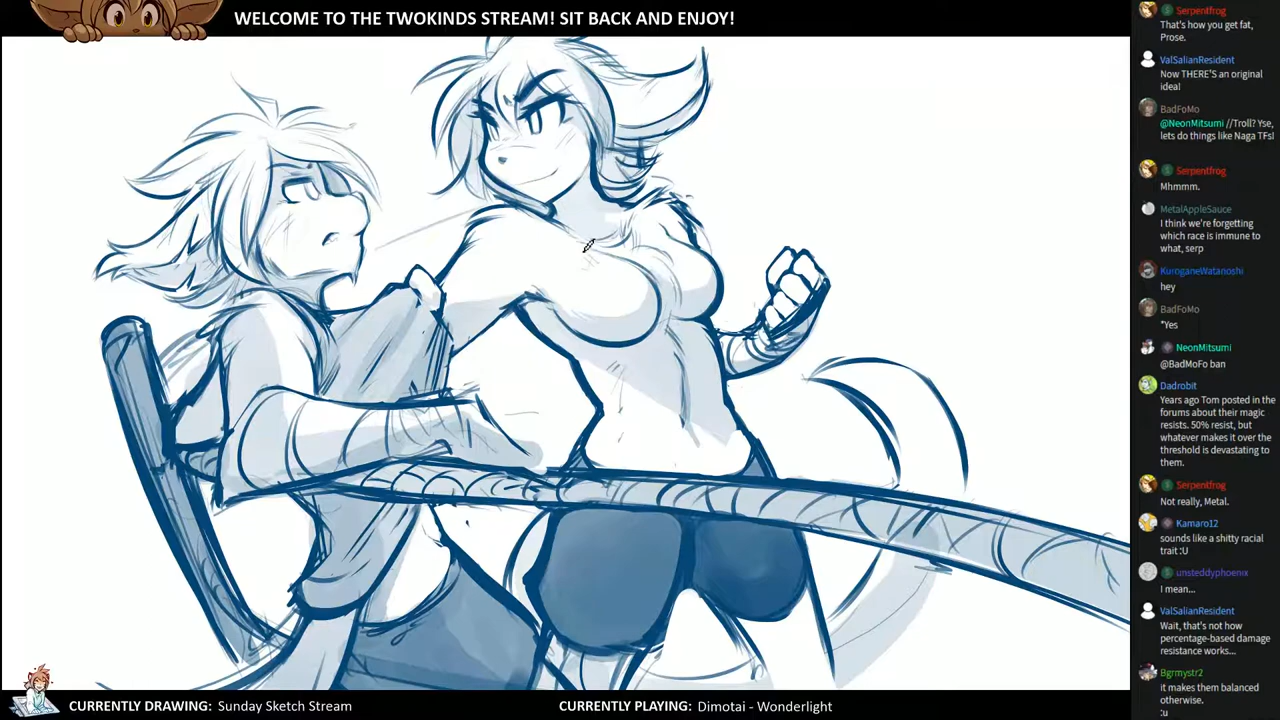 WELCOME TO THE TWOKINDS STREAM! SIT BACK AND ENJOY!
Serpentfrog
That's how you get fat,
Prose.
ValSalianResident
Now THERE'S an original
idea!
BadFoMo
@NeonMitsumi //Troll? Yse,
lets do things like Naga TFs!
Serpentfrog
Mhmmm.
MetalAppleSauce
I think we're forgetting
which race is immune to
what, serp
KuroganeWatanoshi
hey
BadFoMo
*Yes
NeonMitsumi
@BadMoFo ban
Dadrobit
Years ago Tom posted in the
forums about their magic
resists. 50% resist, but
whatever makes it over the
threshold is devastating to
them.
Serpentfrog
Not really, Metal.
Kamaro12
sounds like a shitty racial
trait :U
unsteddyphoenix
I mean...
ValSalianResident
Wait, that's not how
percentage-based damage
resistance works...
Bgrmystr2
it makes them balanced
otherwise.
:u
CURRENTLY DRAWING: Sunday Sketch Stream
CURRENTLY PLAYING: Dimotai - Wonderlight